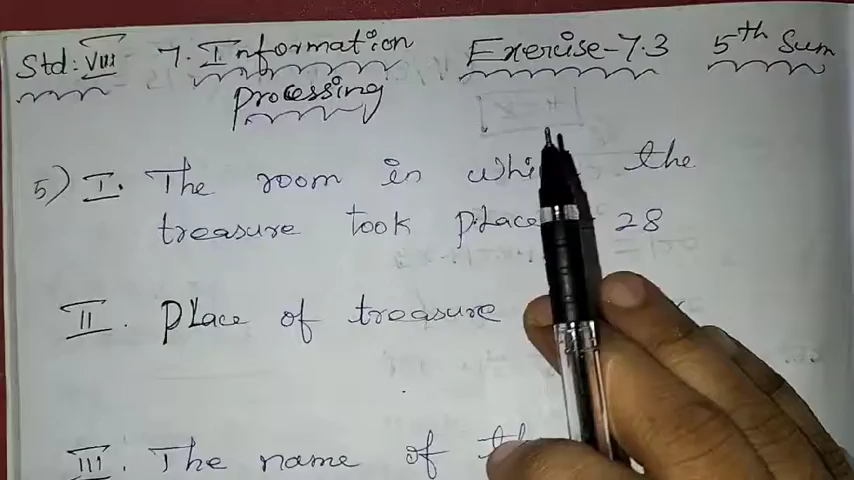 Std: VIII 7. Information Exercise-7.3 5th Sum
Processing
5) I. The room in the
treasure took place 28
II. Place of treasure
III. The name of